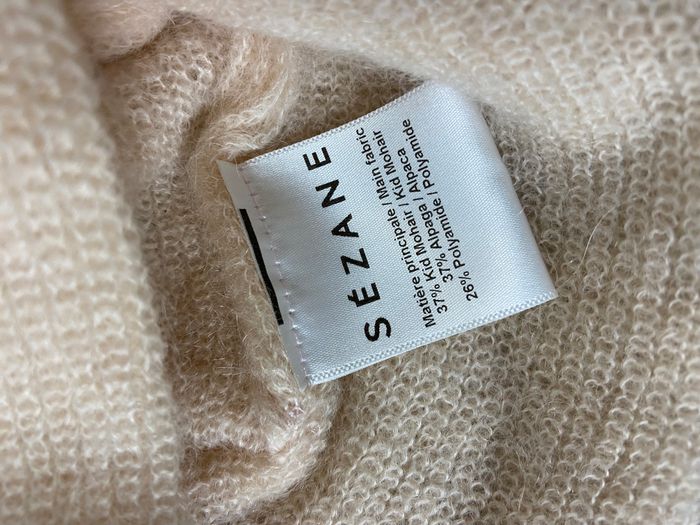 SÉZANE
Matière principale / Main fabric
37% Kid Mohair / Kid Mohair
37% Alpaga / Alpaca
26% Polyamide / Polyamide